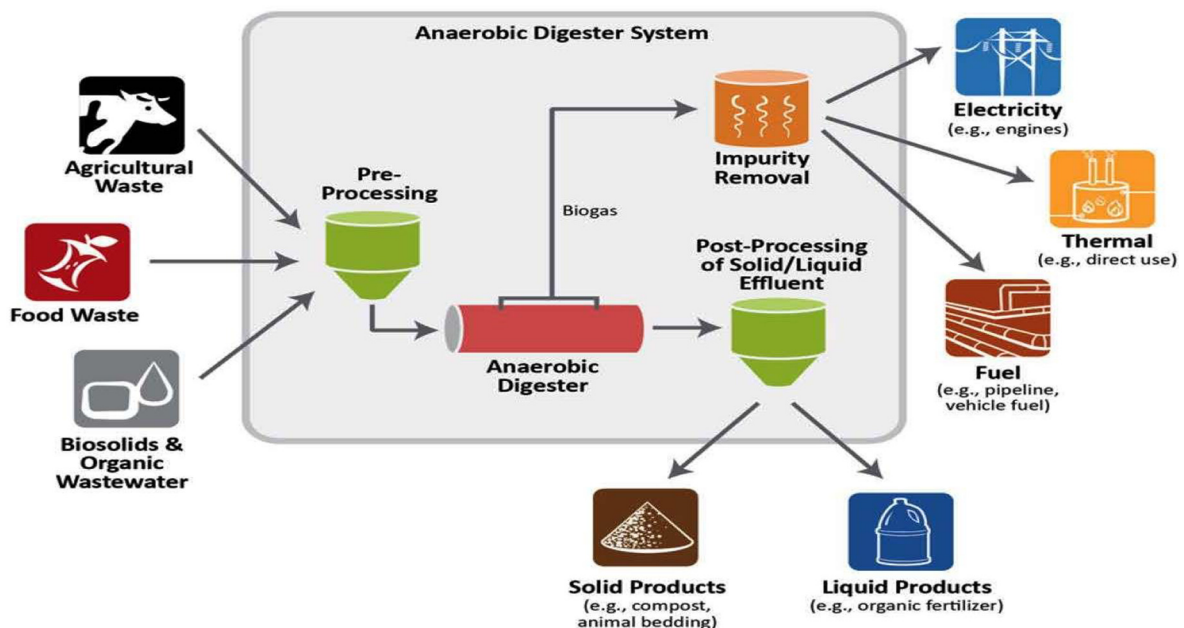 Anaerobic Digester System
Agricultural
Waste
Food Waste
Biosolids &
Organic
Wastewater
Pre-
Processing
Biogas
Anaerobic
Digester
Impurity
Removal
Post-Processing
of Solid/Liquid
Effluent
Electricity
(e.g., engines)
Thermal
(e.g., direct use)
Fuel
(e.g., pipeline,
vehicle fuel)
Solid Products
(e.g., compost,
animal bedding)
Liquid Products
(e.g., organic fertilizer)